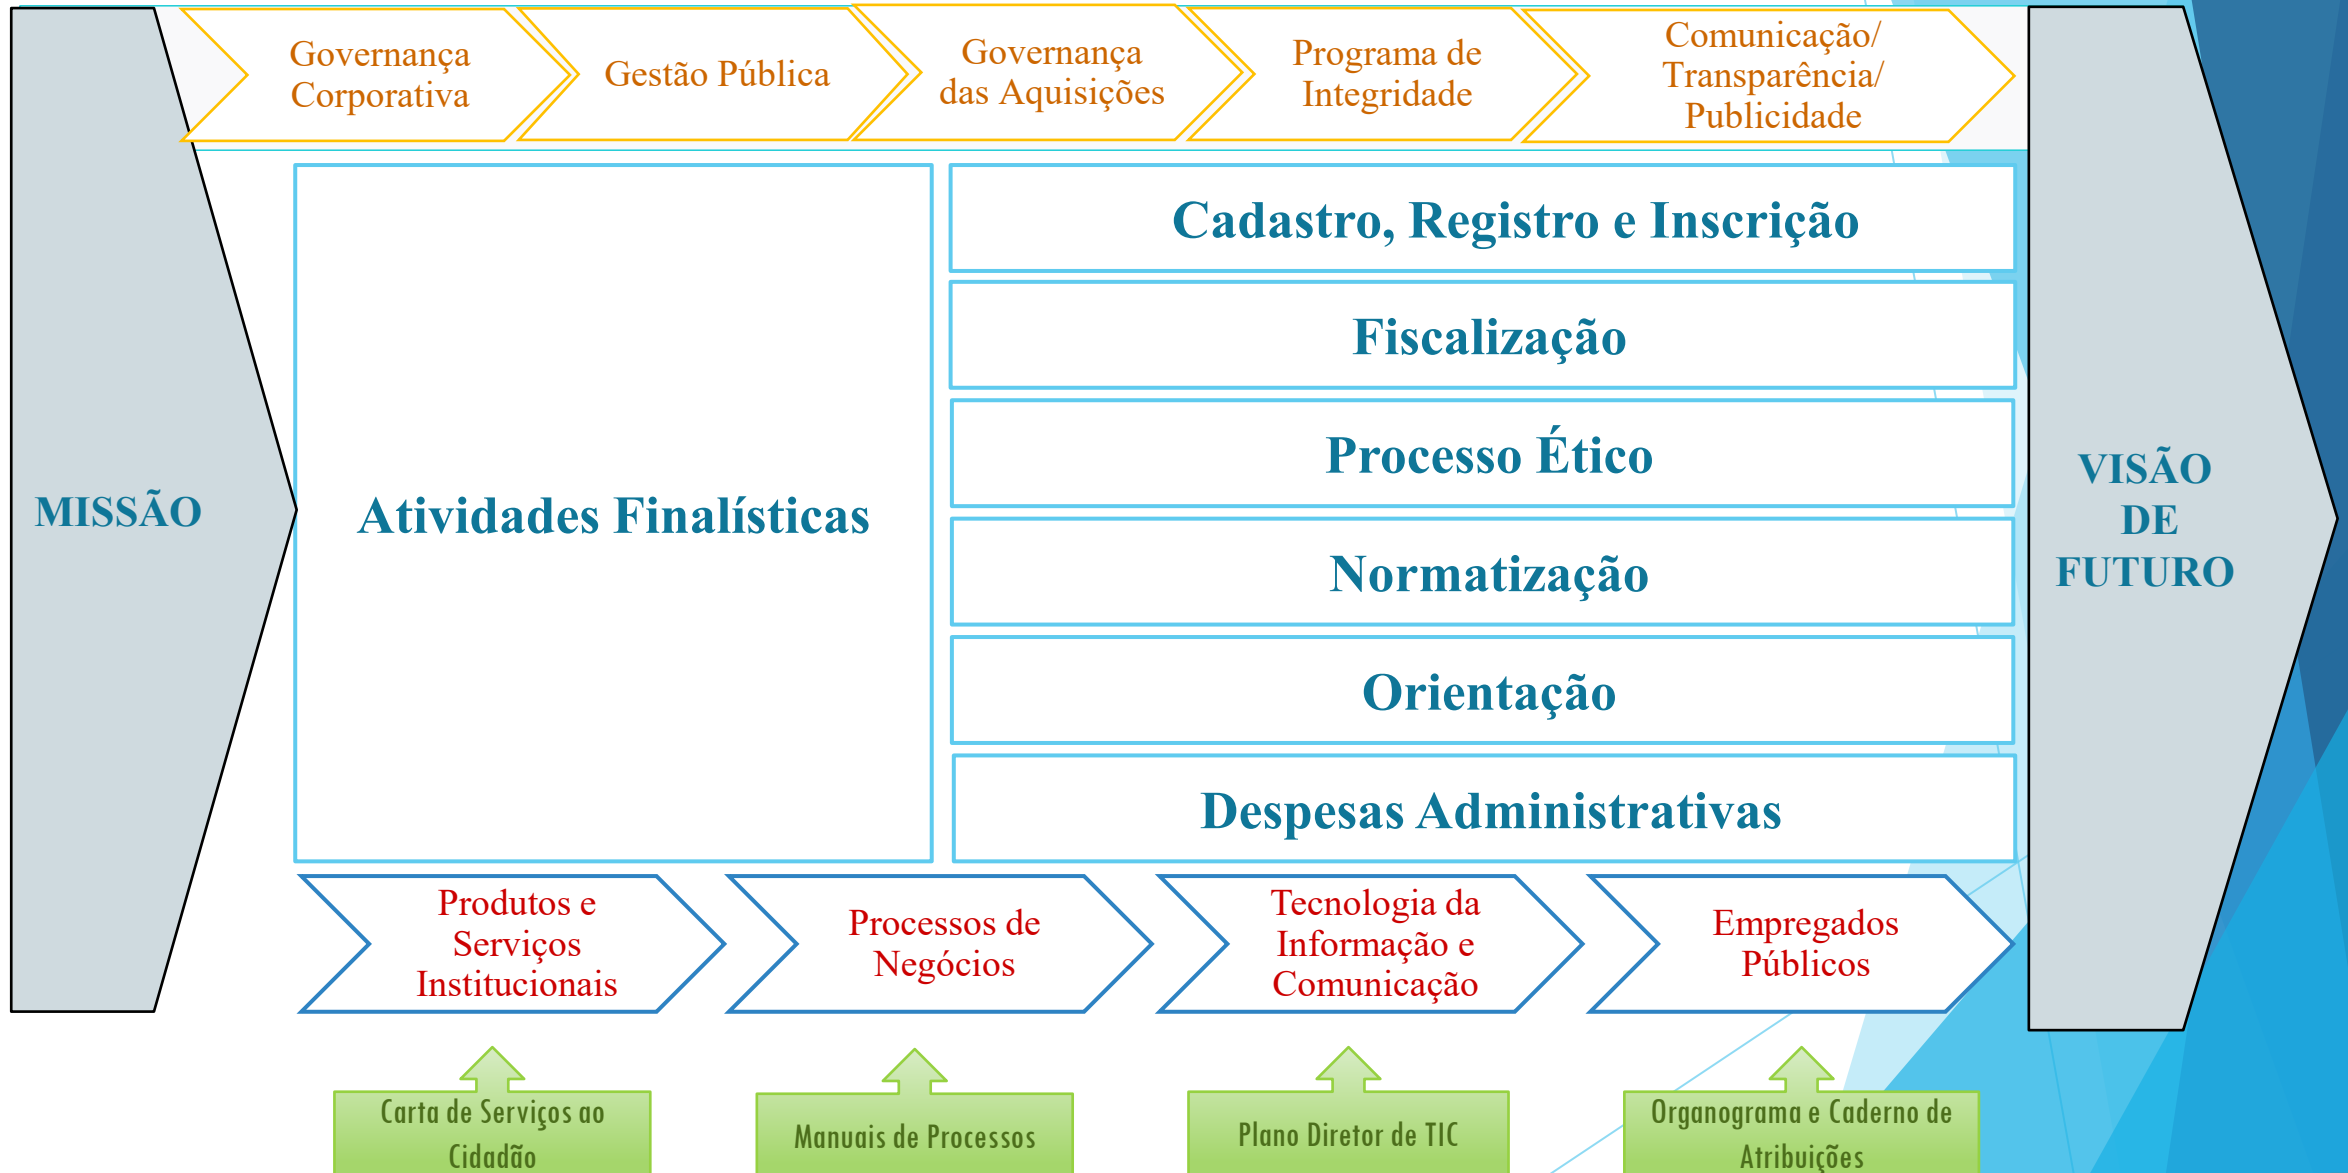 Governança
Corporativa
Gestão Pública
Governança
das Aquisições
Programa de
Integridade
Comunicação/
Transparência/
Publicidade
MISSÃO
Atividades Finalísticas
Cadastro, Registro e Inscrição
Fiscalização
Processo Ético
Normatização
Orientação
Despesas Administrativas
VISÃO
DE
FUTURO
Produtos e
Serviços
Institucionais
Processos de
Negócios
Tecnologia da
Informação e
Comunicação
Empregados
Públicos
Carta de Serviços ao
Cidadão
Manuais de Processos
Plano Diretor de TIC
Organograma e Caderno de
Atribuições